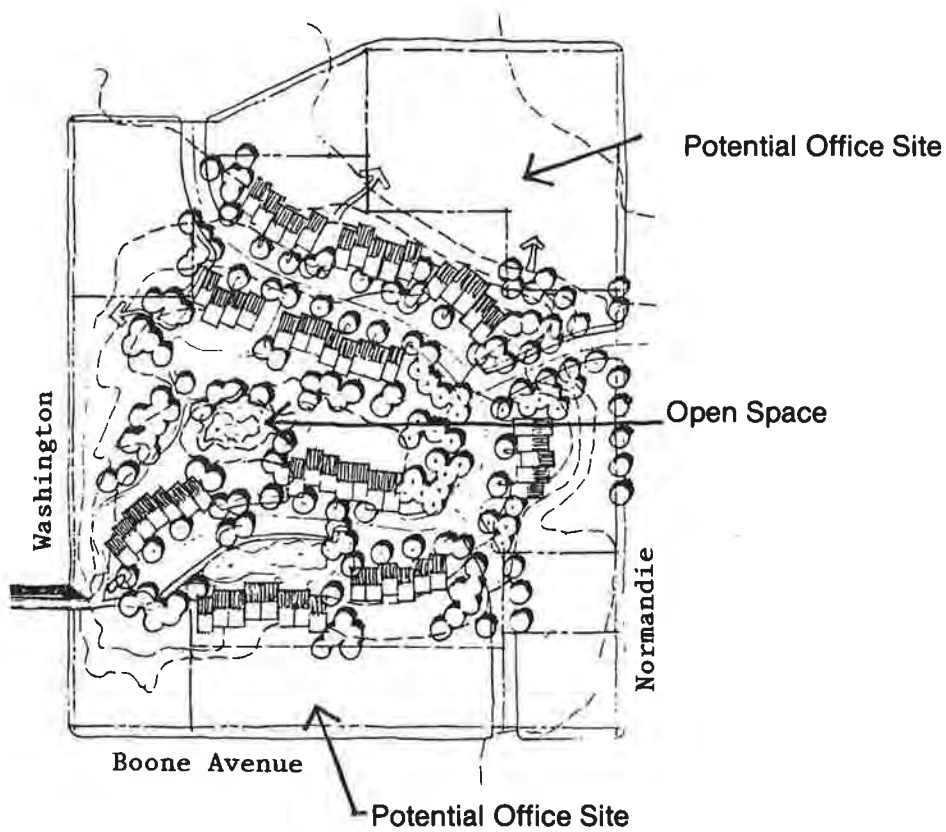 Potential Office Site
Open Space
Washington
Normandie
Boone Avenue
Potential Office Site